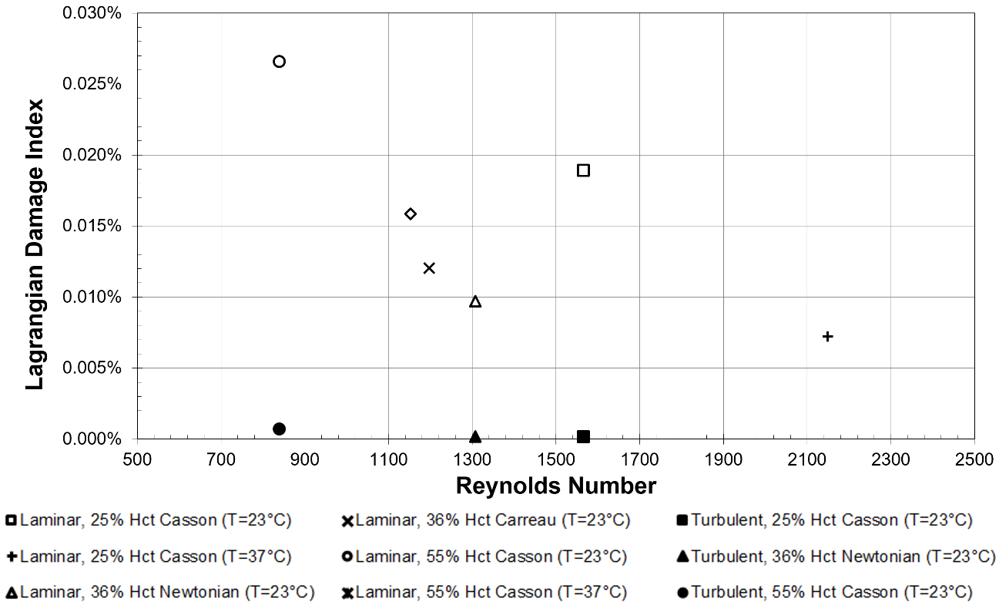 0.030%
0.025%
0.020%
0.015%
0.010%
0.005%
0.000%
Lagrangian Damage Index
500 700 900 1100 1300 1500 1700 1900 2100 2300 2500
Reynolds Number
Laminar, 25% Hct Casson (T=23°C) Laminar, 36% Hct Carreau (T=23°C) Turbulent, 25% Hct Casson (T=23°C)
Laminar, 25% Hct Casson (T=37°C) Laminar, 55% Hct Casson (T=23°C) Turbulent, 36% Hct Newtonian (T=23°C)
Laminar, 36% Hct Newtonian (T=23°C) Laminar, 55% Hct Casson (T=37°C) Turbulent, 55% Hct Casson (T=23°C)